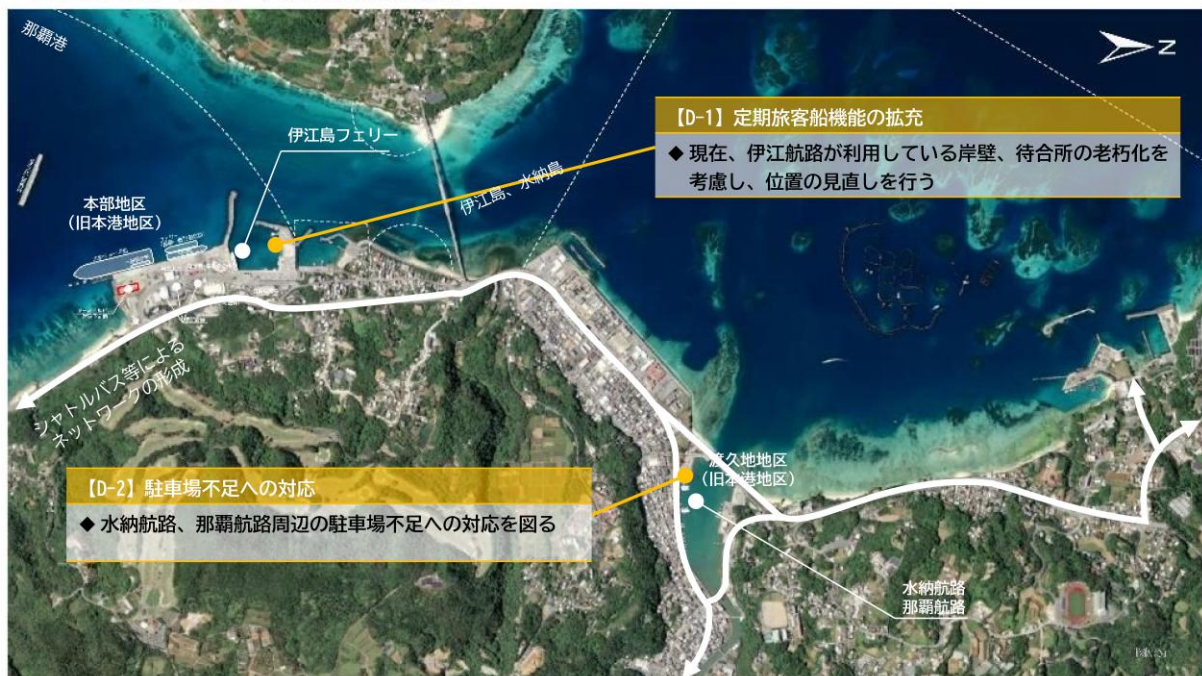 那覇港
N
【D-1】定期旅客船機能の拡充
◆ 現在、伊江航路が利用している岸壁、待合所の老朽化を
考慮し、位置の見直しを行う
伊江島フェリー
伊江島、水納島
本部地区
(旧本港地区)
シャトルバス等による
ネットワークの形成
【D-2】駐車場不足への対応
◆ 水納航路、那覇航路周辺の駐車場不足への対応を図る
渡久地地区
(旧本港地区)
水納航路
那覇航路